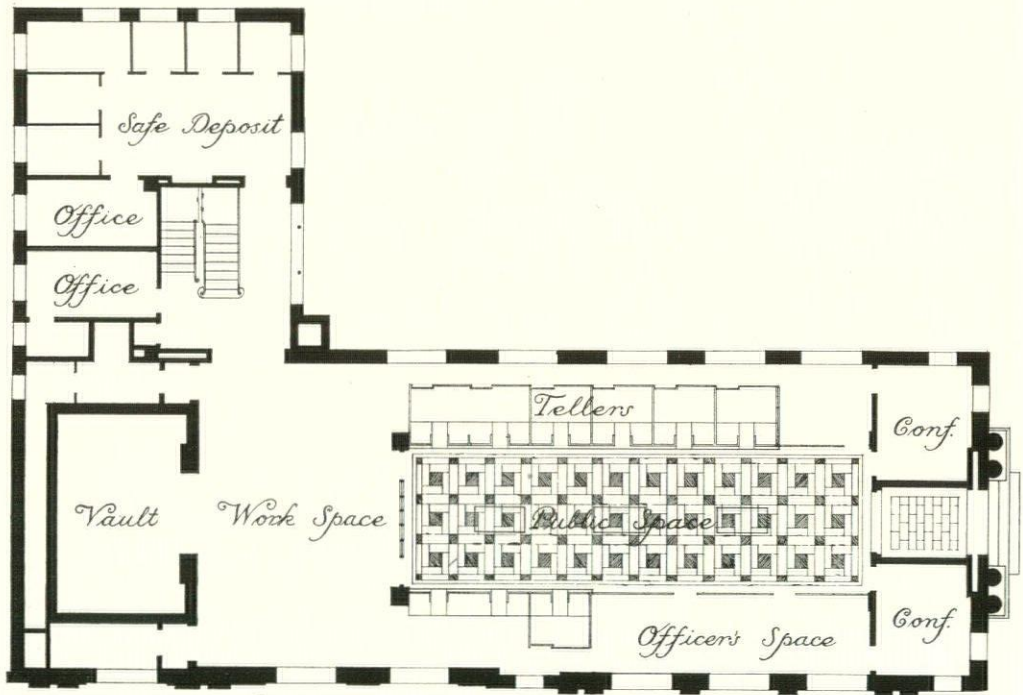 Safe Deposit
Office
Office
Tellers
Conf.
Vault
Work Space
Public Space
Conf.
Officer's Space